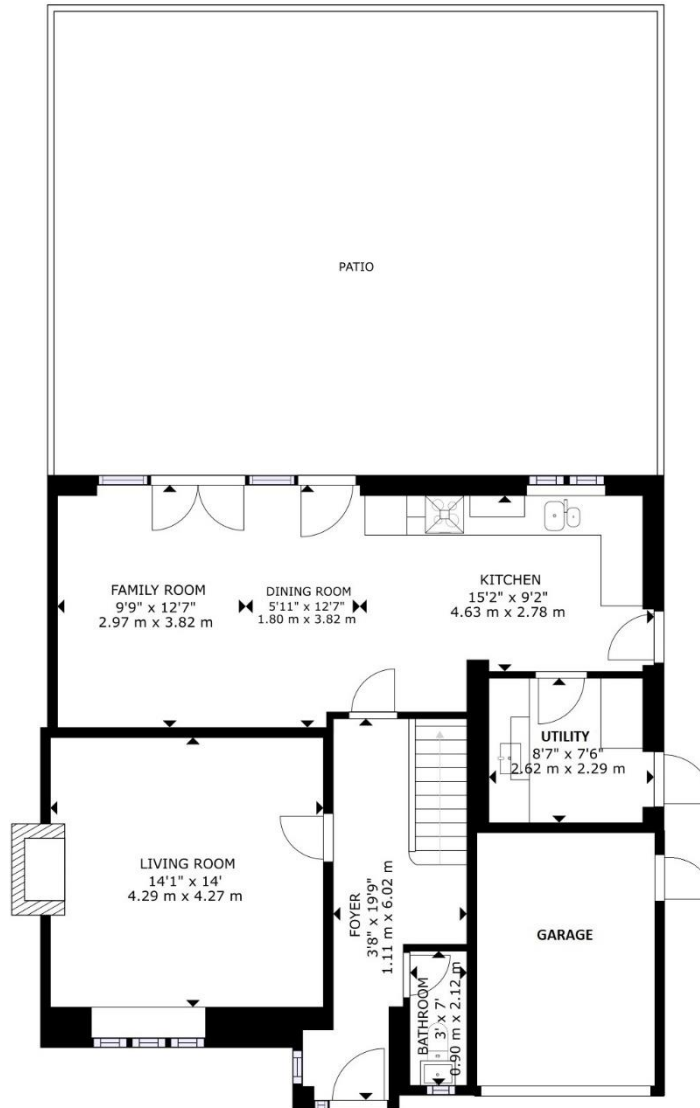 PATIO
FAMILY ROOM
9'9" x 12'7"
2.97 m x 3.82 m
DINING ROOM
5'11" x 12'7"
1.80 m x 3.82 m
KITCHEN
15'2" x 9'2"
4.63 m x 2.78 m
UTILITY
8'7" x 7'6"
2.62 m x 2.29 m
LIVING ROOM
14'1" x 14'
4.29 m x 4.27 m
FOYER
3'8" x 19'9"
1.11 m x 6.02 m
GARAGE
BATHROOM
3' x 7'
0.90 m x 2.12 m